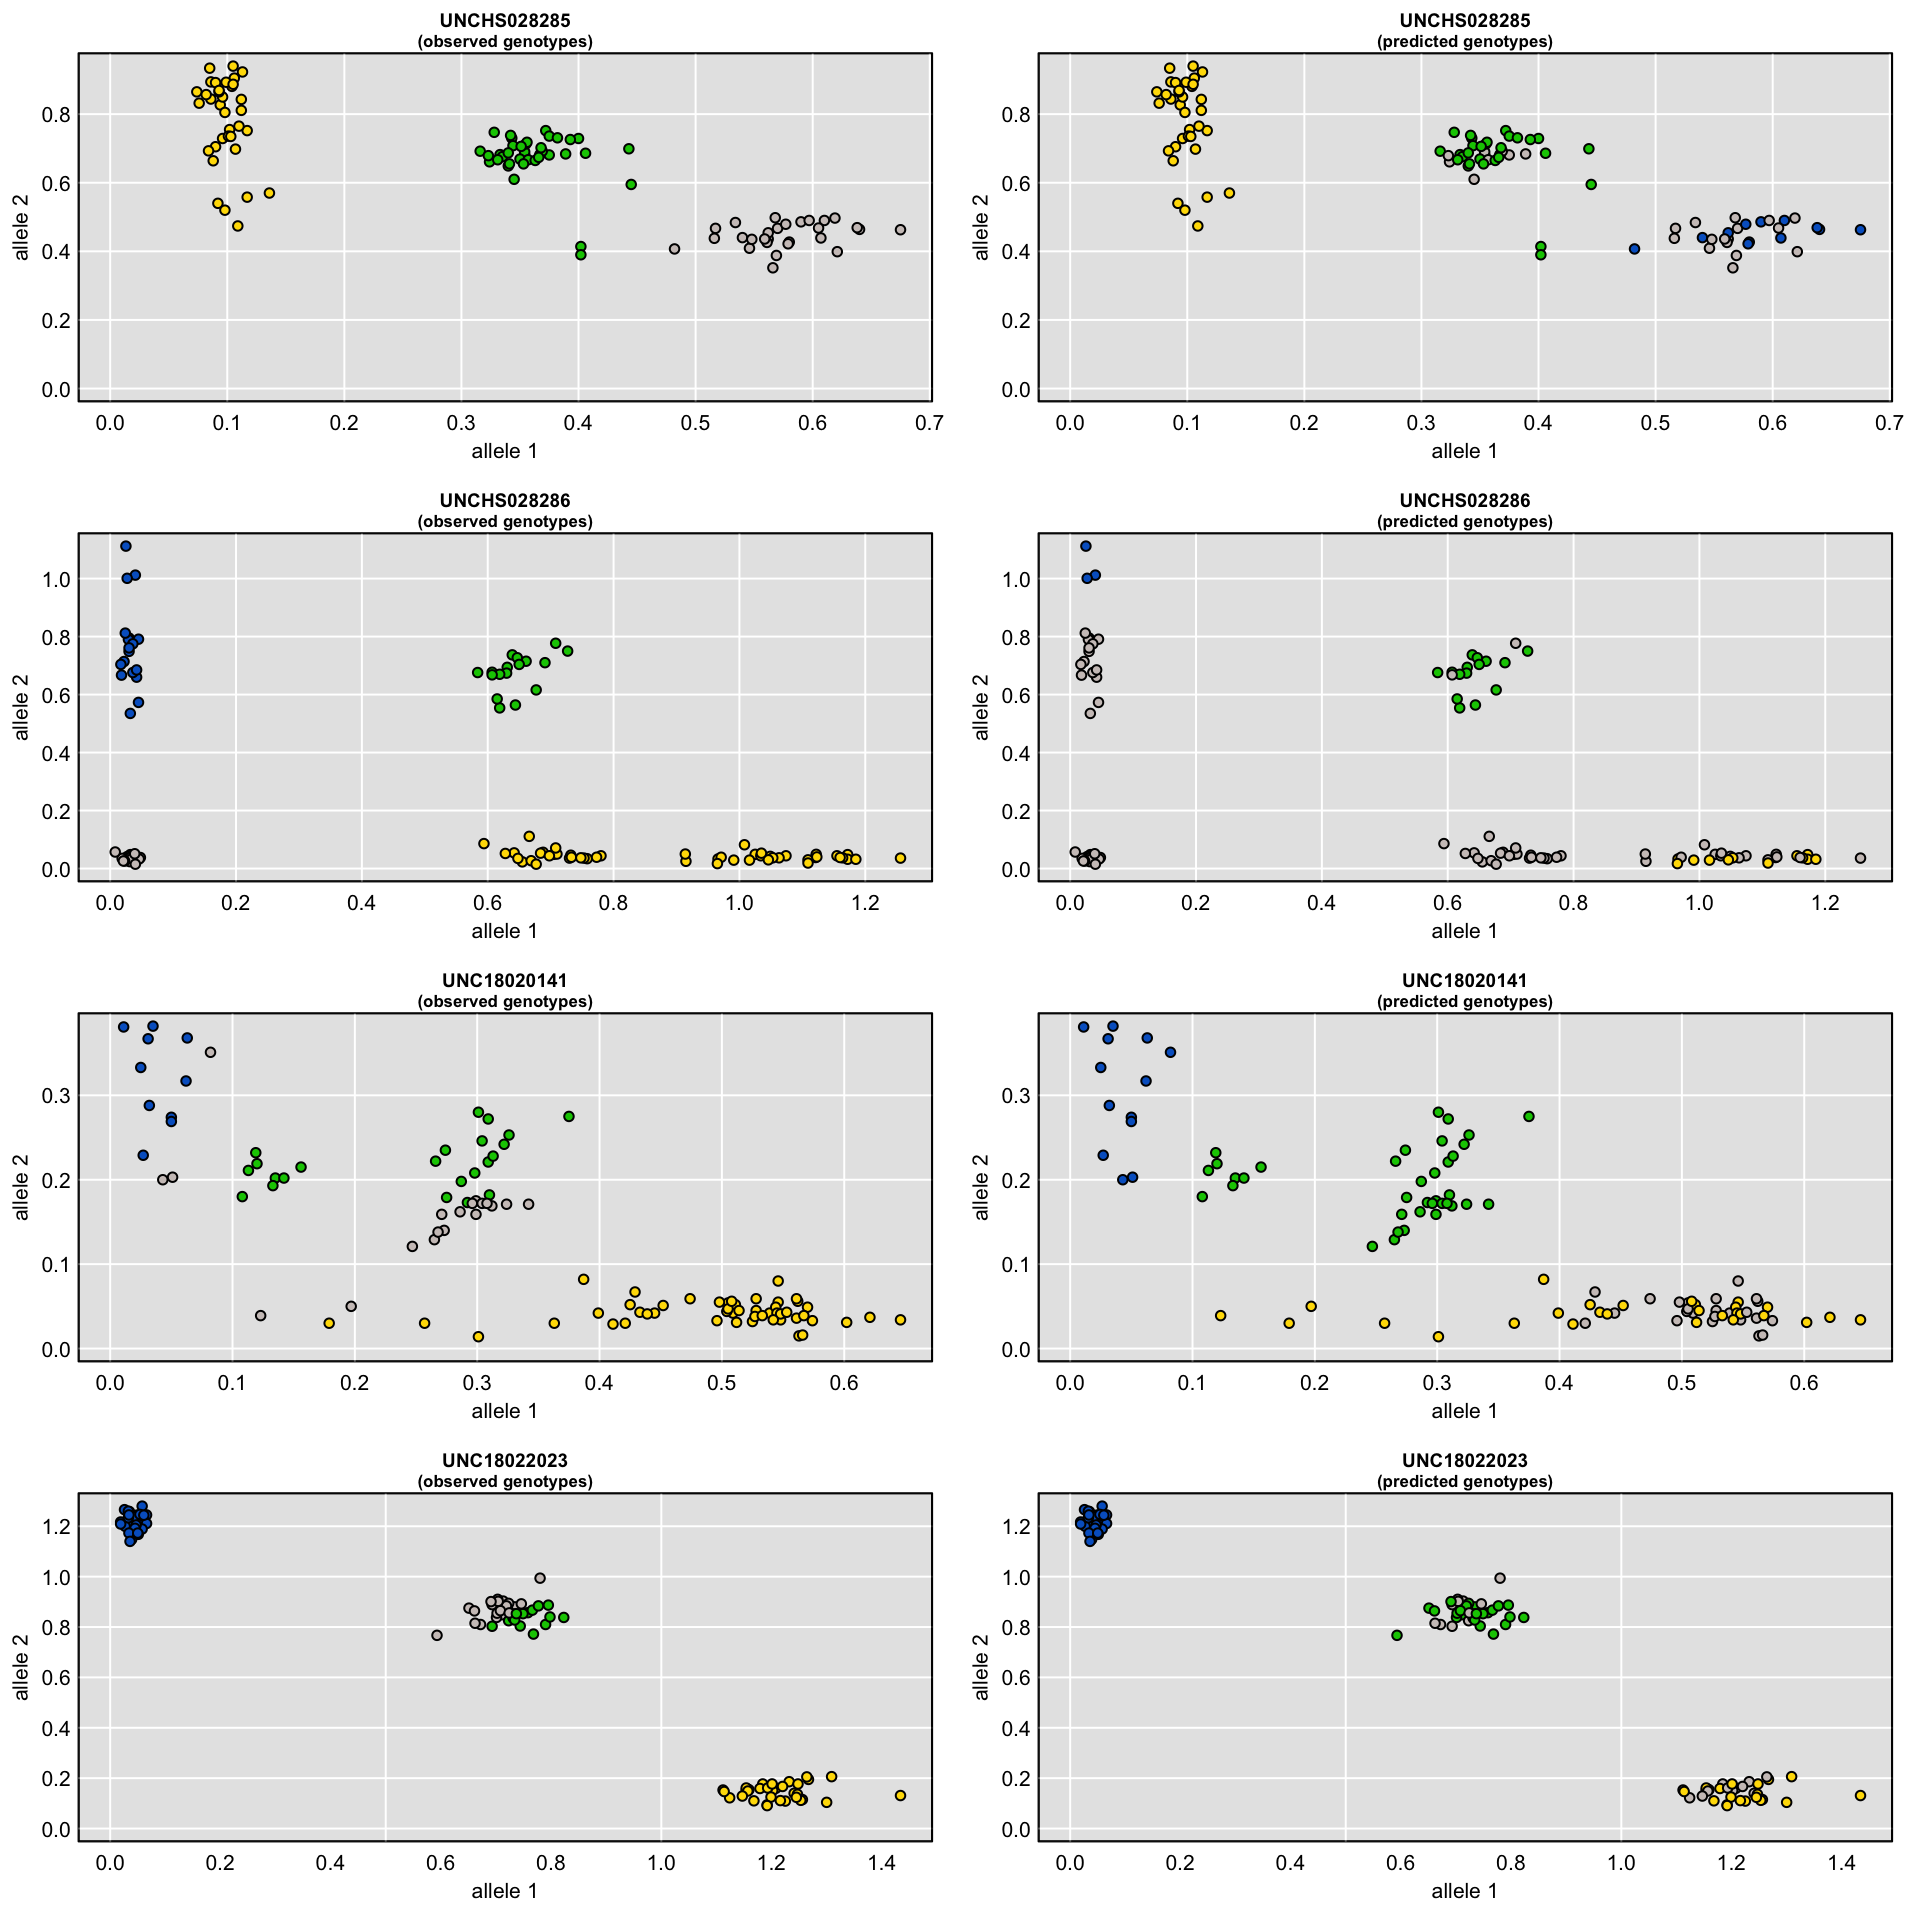 UNCHS028285
(observed genotypes)
allele 2
0.8
0.6
0.4
0.2
0.0
0.0 0.1 0.2 0.3 0.4 0.5 0.6 0.7
allele 1
UNCHS028285
(predicted genotypes)
allele 2
0.8
0.6
0.4
0.2
0.0
0.0 0.1 0.2 0.3 0.4 0.5 0.6 0.7
allele 1
UNCHS028286
(observed genotypes)
allele 2
1.0
0.8
0.6
0.4
0.2
0.0
0.0 0.2 0.4 0.6 0.8 1.0 1.2
allele 1
UNCHS028286
(predicted genotypes)
allele 2
1.0
0.8
0.6
0.4
0.2
0.0
0.0 0.2 0.4 0.6 0.8 1.0 1.2
allele 1
UNC18020141
(observed genotypes)
allele 2
0.3
0.2
0.1
0.0
0.0 0.1 0.2 0.3 0.4 0.5 0.6
allele 1
UNC18020141
(predicted genotypes)
allele 2
0.3
0.2
0.1
0.0
0.0 0.1 0.2 0.3 0.4 0.5 0.6
allele 1
UNC18022023
(observed genotypes)
allele 2
1.2
1.0
0.8
0.6
0.4
0.2
0.0
0.0 0.2 0.4 0.6 0.8 1.0 1.2 1.4
allele 1
UNC18022023
(predicted genotypes)
allele 2
1.2
1.0
0.8
0.6
0.4
0.2
0.0
0.0 0.2 0.4 0.6 0.8 1.0 1.2 1.4
allele 1